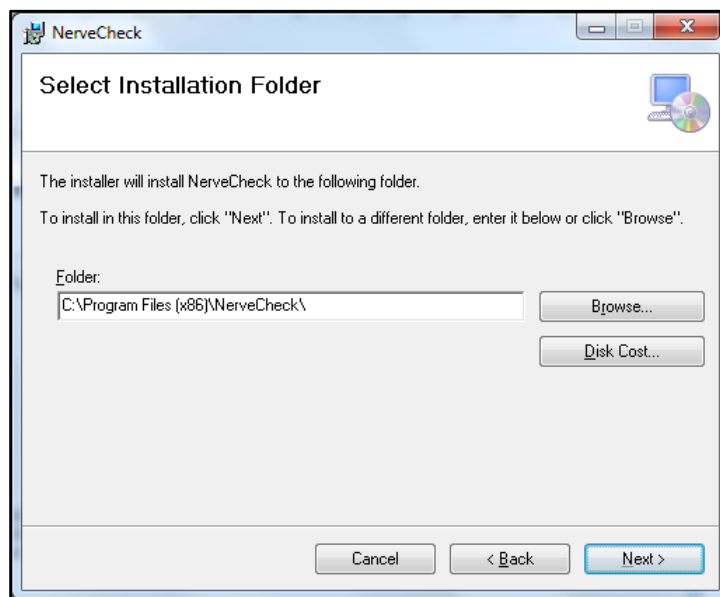 NerveCheck
Select Installation Folder
The installer will install NerveCheck to the following folder.
To install in this folder, click "Next". To install to a different folder, enter it below or click "Browse".
Folder:
C:\Program Files (x86)\NerveCheck\
Browse...
Disk Cost...
Cancel
< Back
Next >